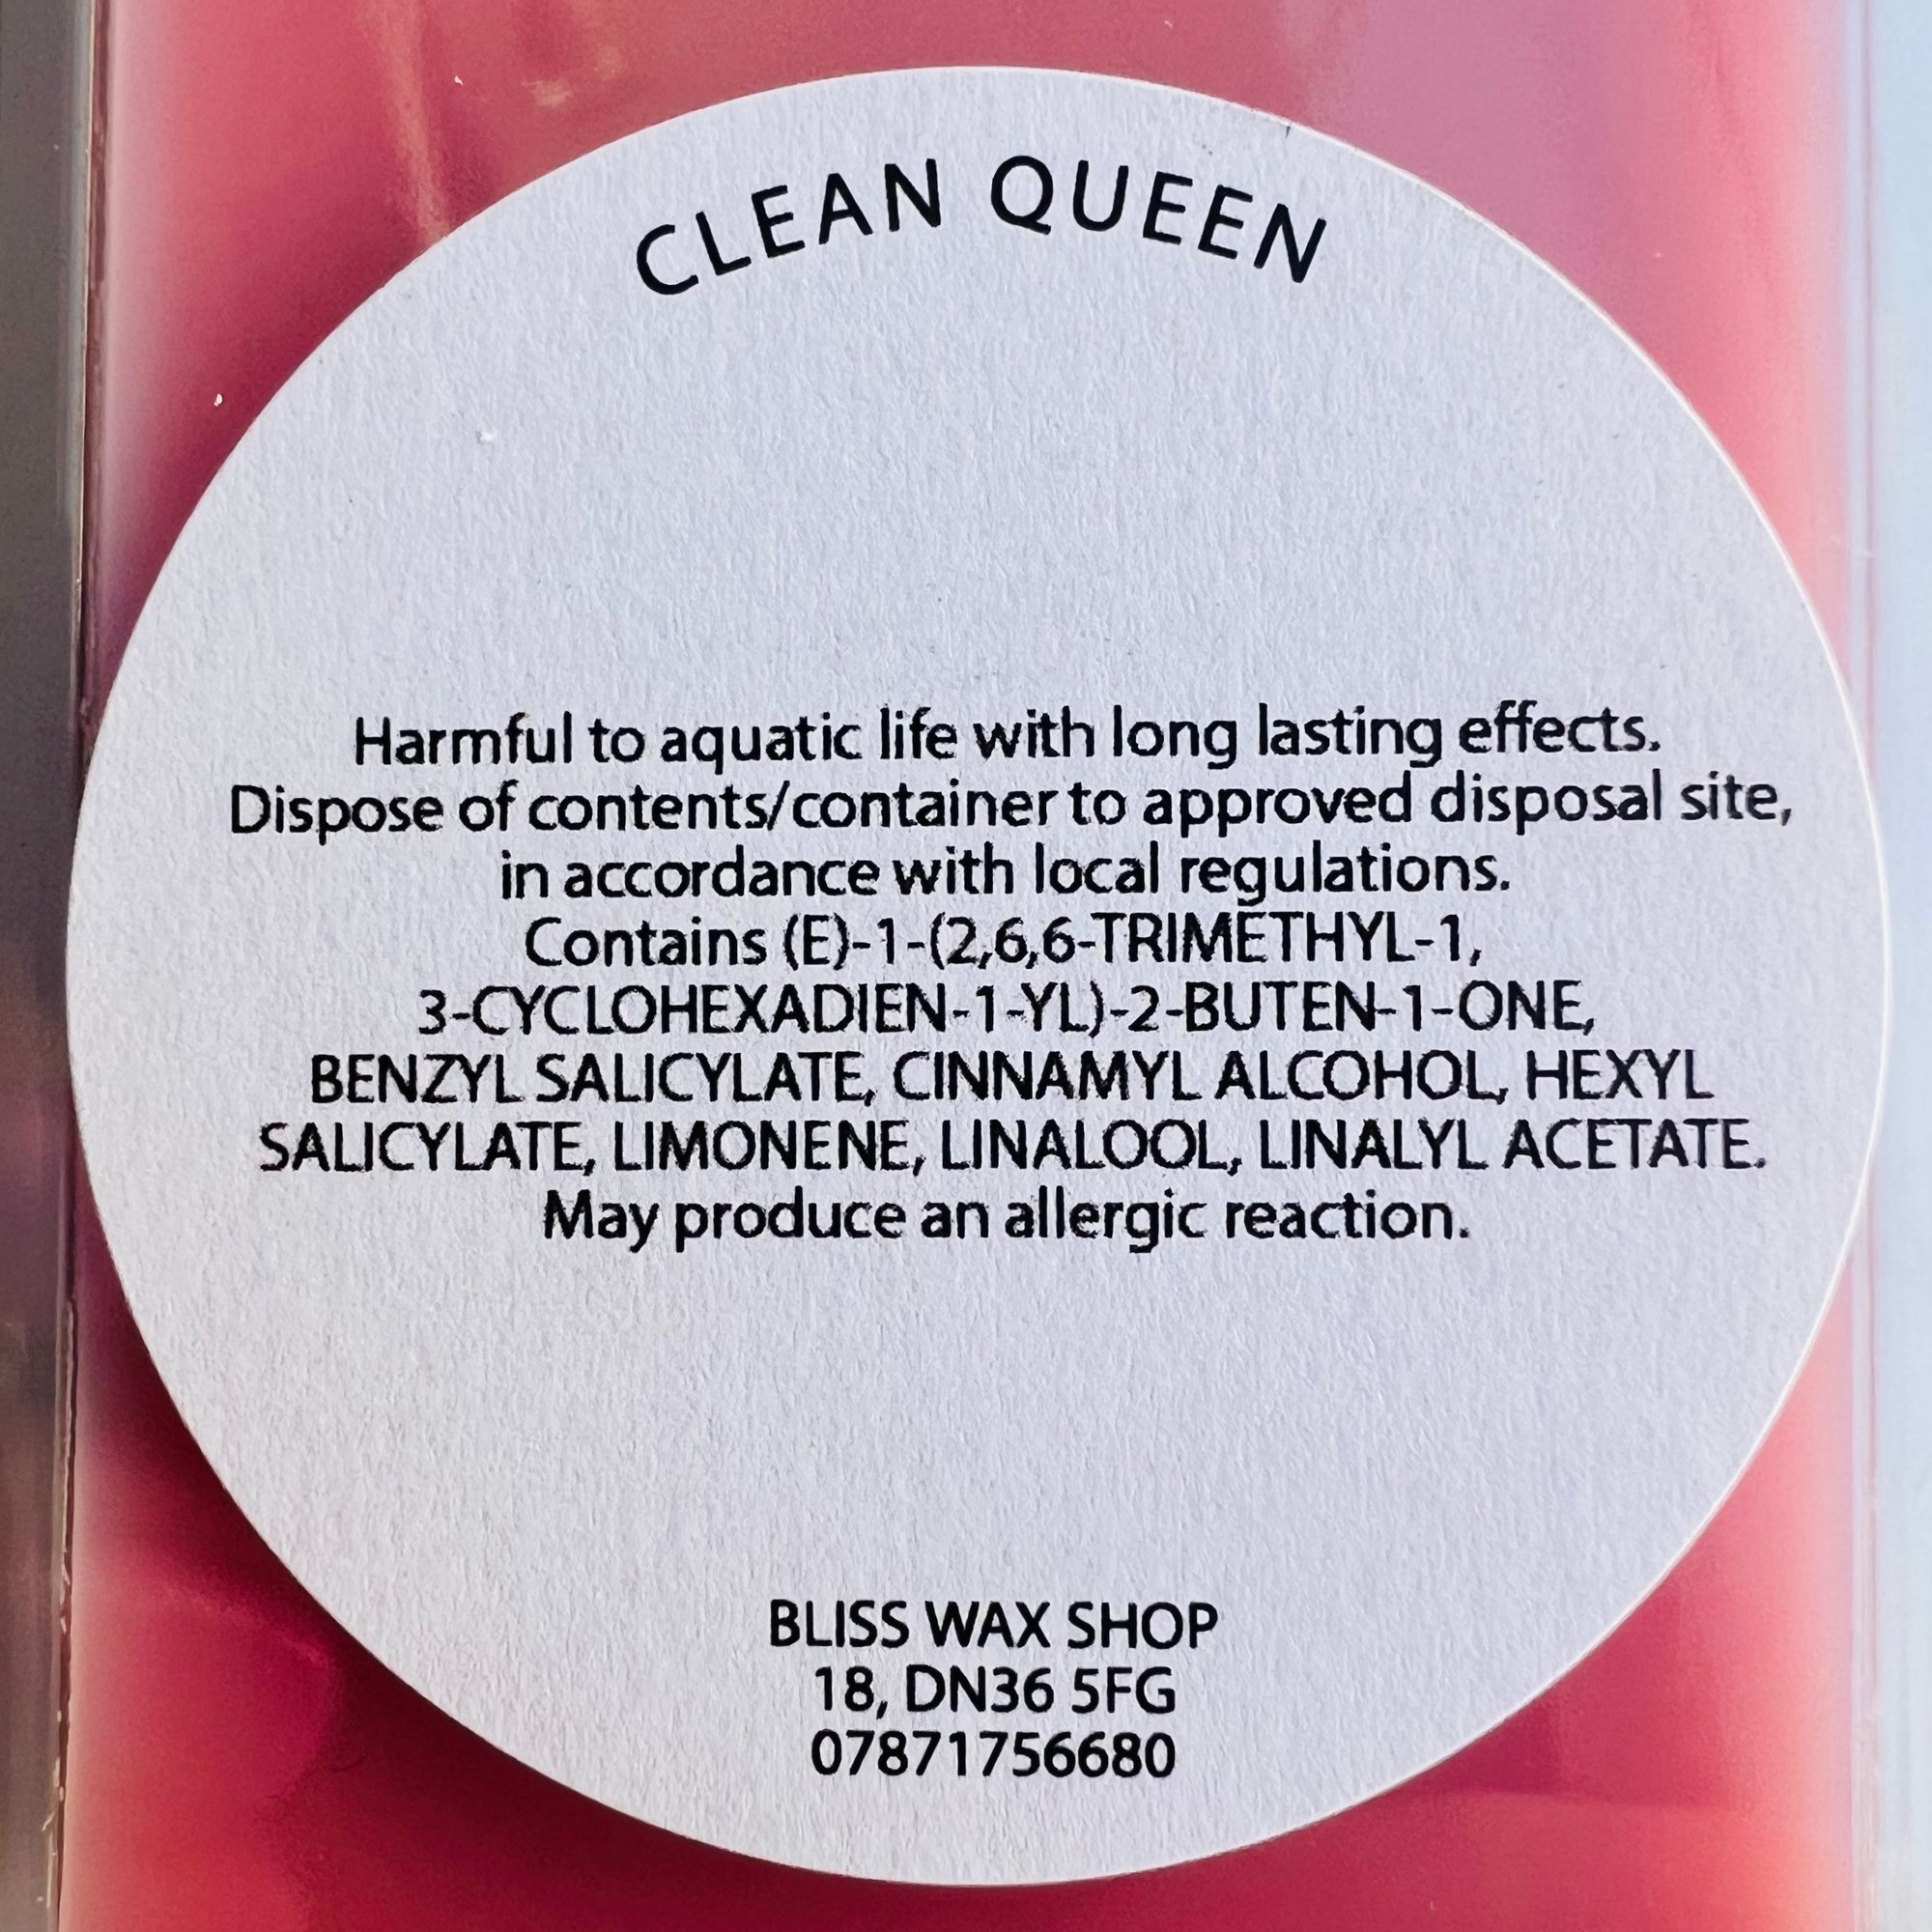 CLEAN QUEEN
Harmful to aquatic life with long lasting effects.
Dispose of contents/container to approved disposal site,
in accordance with local regulations.
Contains (E)-1-(2,6,6-TRIMETHYL-1,
3-CYCLOHEXADIEN-1-YL)-2-BUTEN-1-ONE,
BENZYL SALICYLATE, CINNAMYL ALCOHOL, HEXYL
SALICYLATE, LIMONENE, LINALOOL, LINALYL ACETATE.
May produce an allergic reaction.
BLISS WAX SHOP
18, DN36 5FG
07871756680